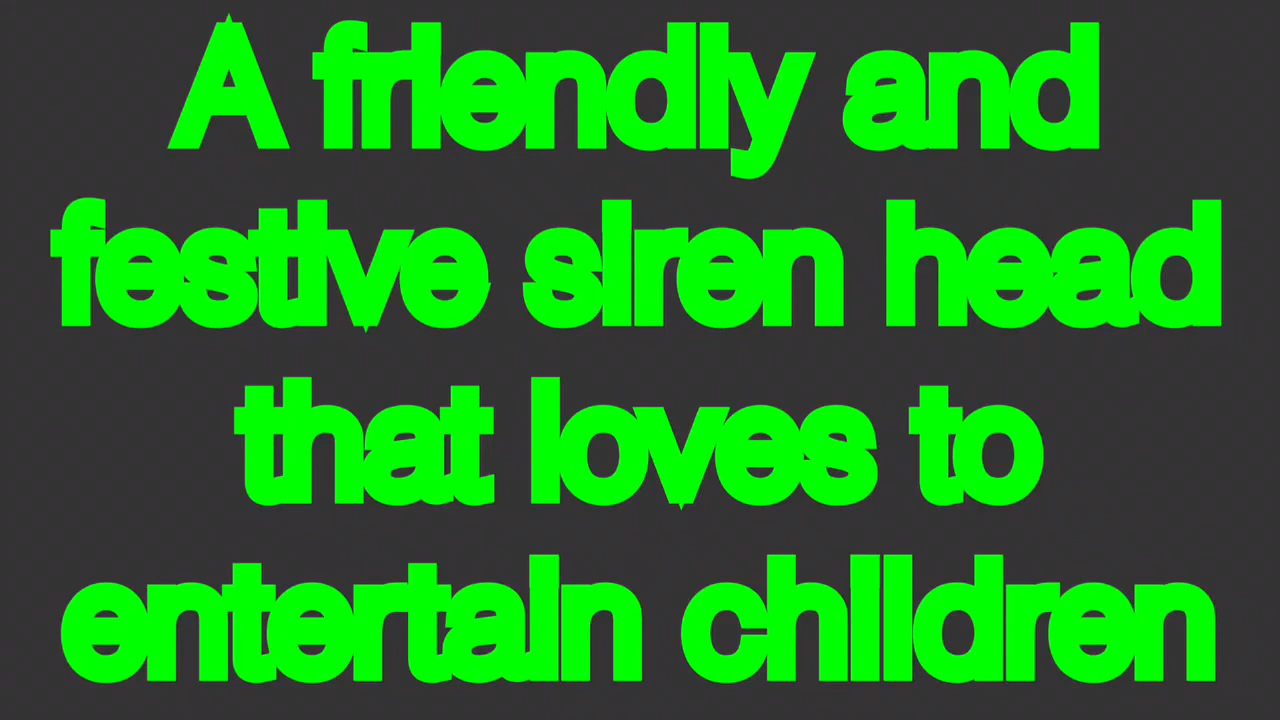 A friendly and
festive siren head
that loves to
entertain children